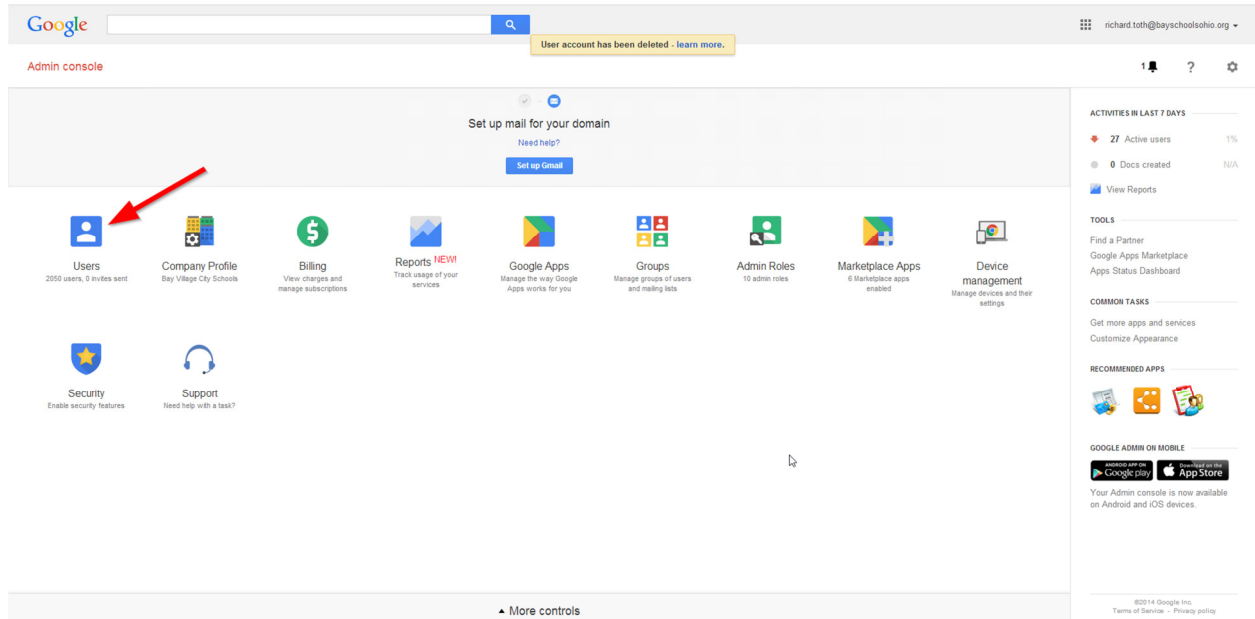 Google
richard.toth@bayschoolsohio.org
User account has been deleted - learn more.
Admin console
1
?
Set up mail for your domain
Need help?
Set up Gmail
Users
2050 users, 0 invites sent
Company Profile
Bay Village City Schools
Billing
View charges and
manage subscriptions
Reports NEW!
Track usage of your
services
Google Apps
Manage the way Google
Apps works for you
Groups
Manage groups of users
and mailing lists
Admin Roles
10 admin roles
Marketplace Apps
6 Marketplace apps
enabled
Device
management
Manage devices and their
settings
Security
Enable security features
Support
Need help with a task?
More controls
ACTIVITIES IN LAST 7 DAYS
27 Active users 1%
0 Docs created N/A
View Reports
TOOLS
Find a Partner
Google Apps Marketplace
Apps Status Dashboard
COMMON TASKS
Get more apps and services
Customize Appearance
RECOMMENDED APPS
GOOGLE ADMIN ON MOBILE
ANDROID APP ON
Google play
Download on the
App Store
Your Admin console is now available
on Android and iOS devices.
©2014 Google Inc.
Terms of Service - Privacy policy